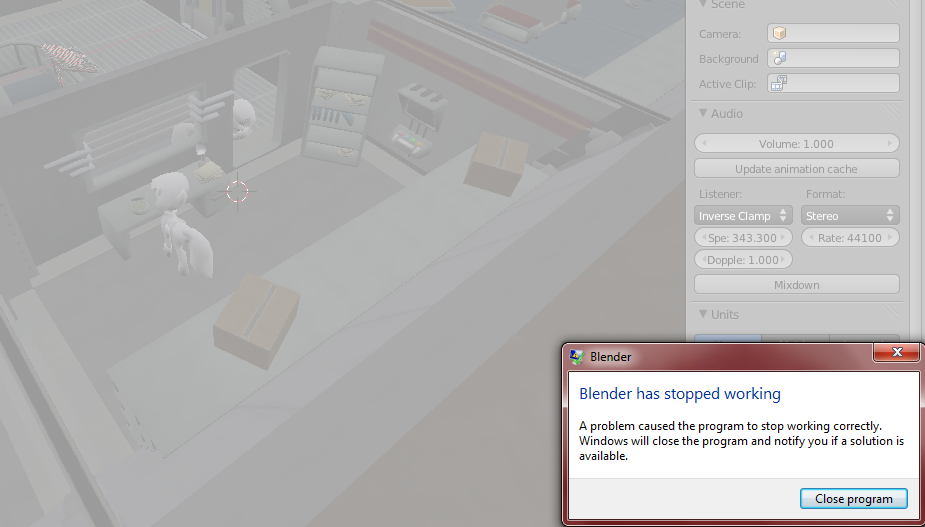 Scene
Camera:
Background
Active Clip:
Audio
Volume: 1.000
Update animation cache
Listener: Format:
Inverse Clamp Stereo
Spe: 343.300 Rate: 44100
Dopple: 1.000
Mixdown
Units
Blender
Blender has stopped working
A problem caused the program to stop working correctly.
Windows will close the program and notify you if a solution is
available.
Close program